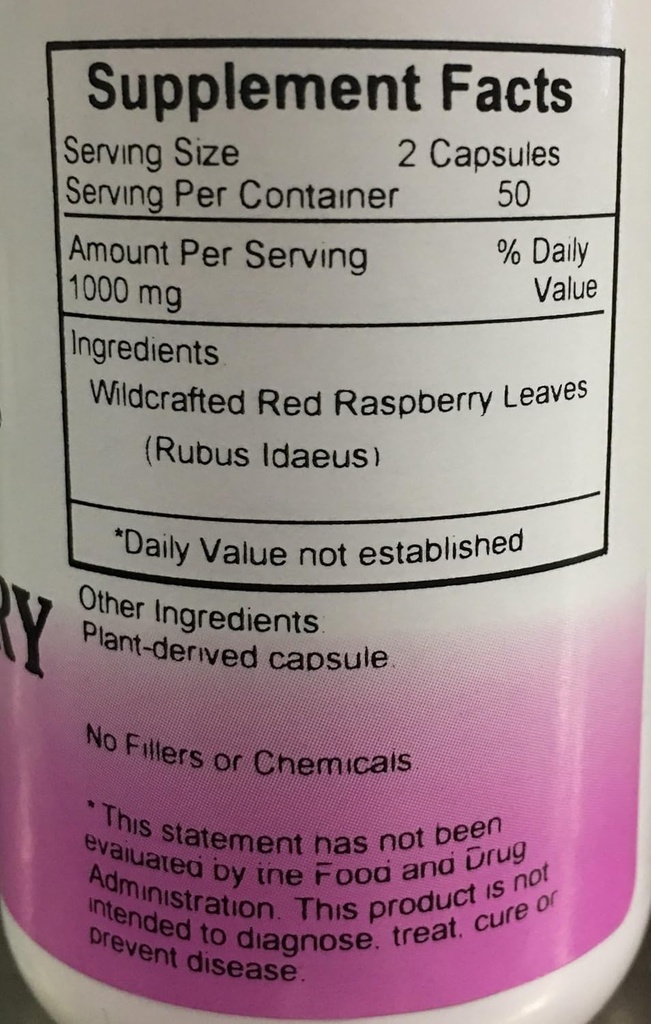 Supplement Facts
Serving Size 2 Capsules
Serving Per Container 50
Amount Per Serving % Daily
1000 mg Value
Ingredients
Wildcrafted Red Raspberry Leaves
(Rubus Idaeus)
*Daily Value not established
RY
Other Ingredients:
Plant-derived capsule.
No Fillers or Chemicals
*This statement has not been
evaluated by the Food and Drug
Administration. This product is not
intended to diagnose, treat, cure or
prevent disease.